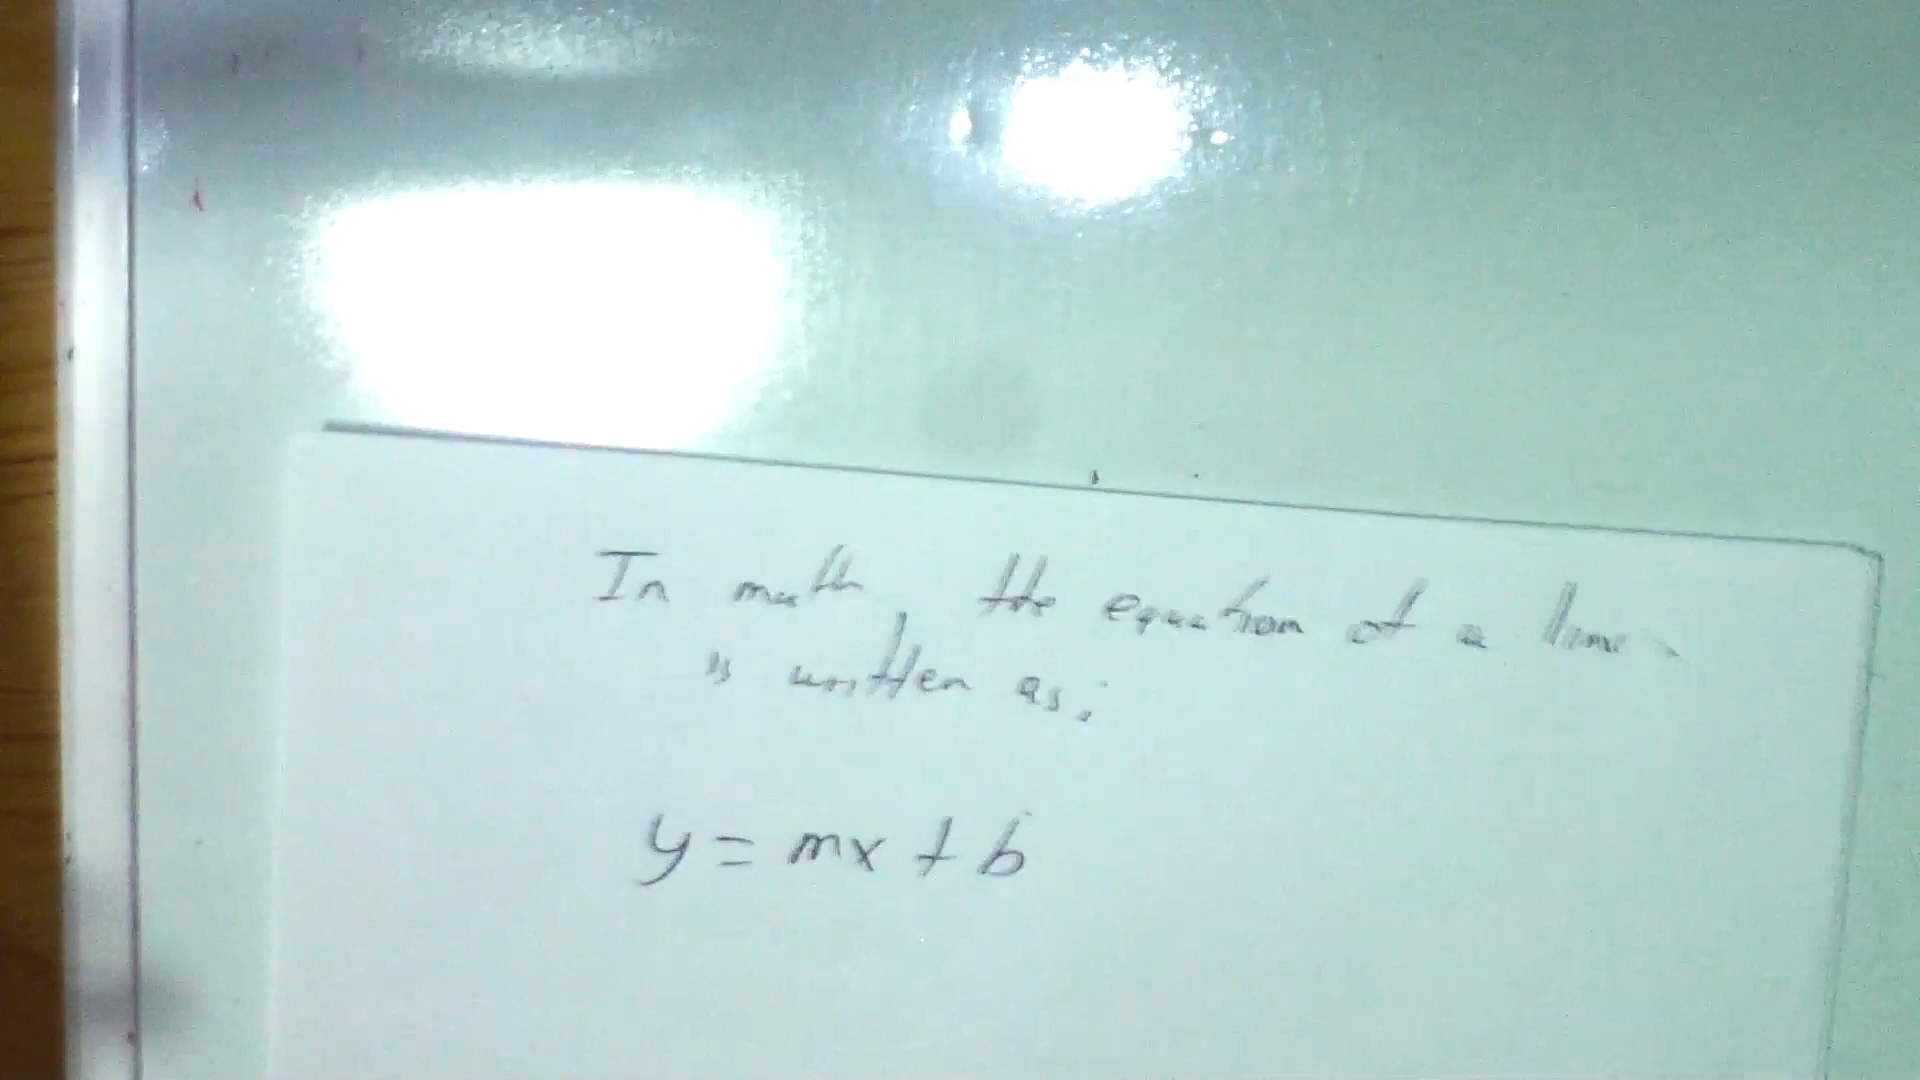 In math, the equation of a line
is written as:
y = mx + b